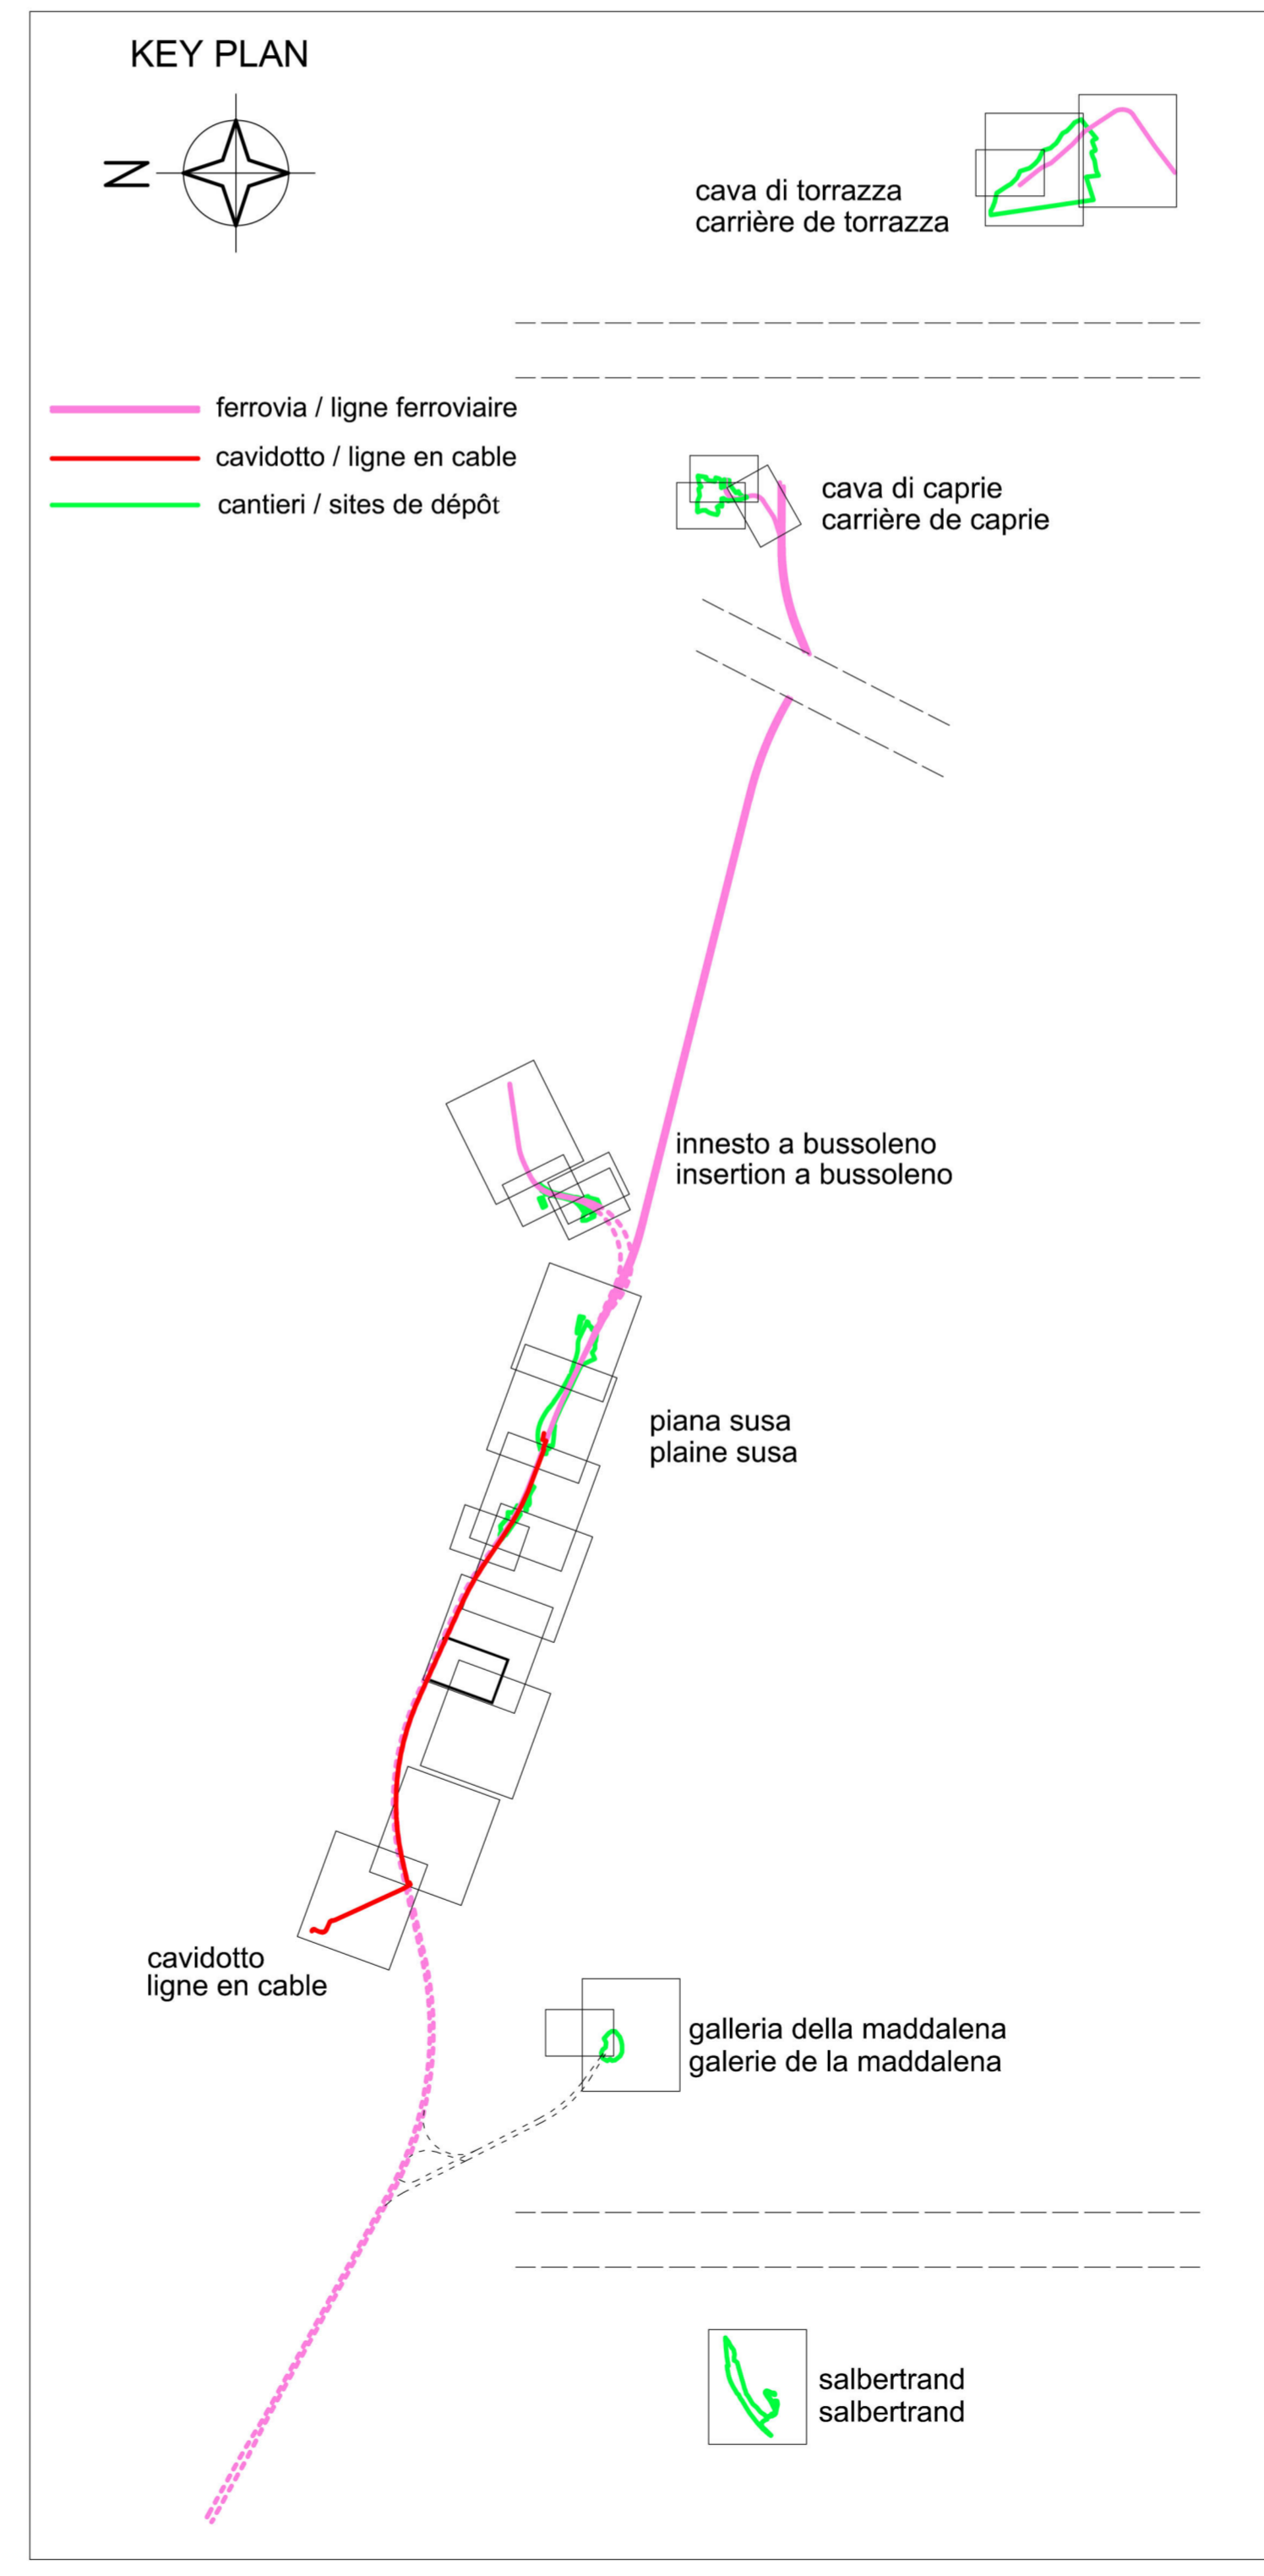 KEY PLAN
N
cava di torrazza
carrière de torrazza
ferrovia / ligne ferroviaire
cavidotto / ligne en cable
cantieri / sites de dépôt
cava di caprie
carrière de caprie
innesto a bussoleno
insertion a bussoleno
piana susa
plaine susa
cavidotto
ligne en cable
galleria della maddalena
galerie de la maddalena
salbertrand
salbertrand